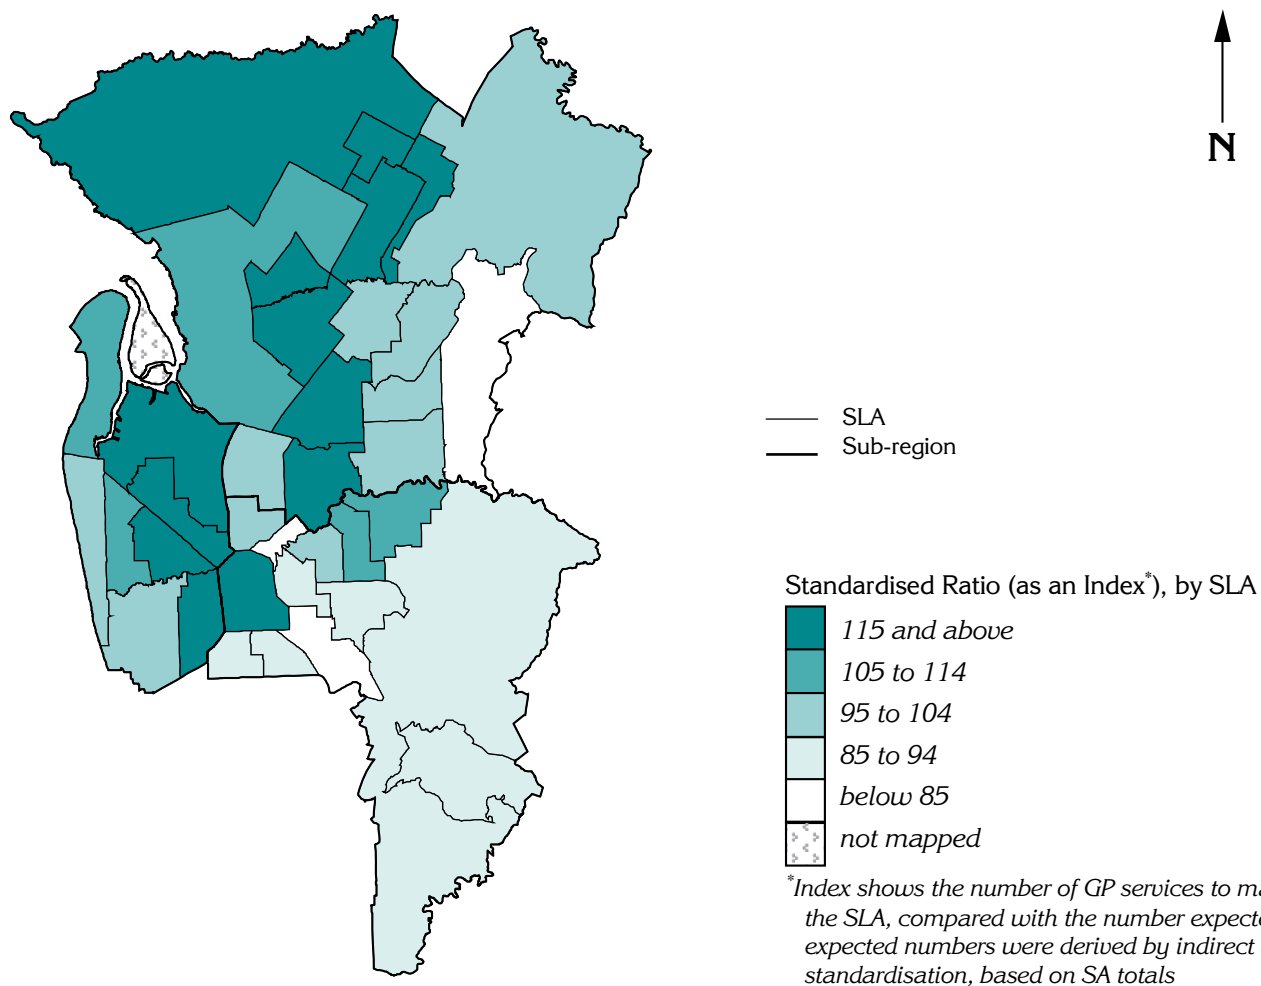 N
SLA
Sub-region
Standardised Ratio (as an Index*), by SLA
115 and above
105 to 114
95 to 104
85 to 94
below 85
not mapped
*Index shows the number of GP services to
the SLA, compared with the number
expected numbers were derived by indirect
standardisation, based on SA totals